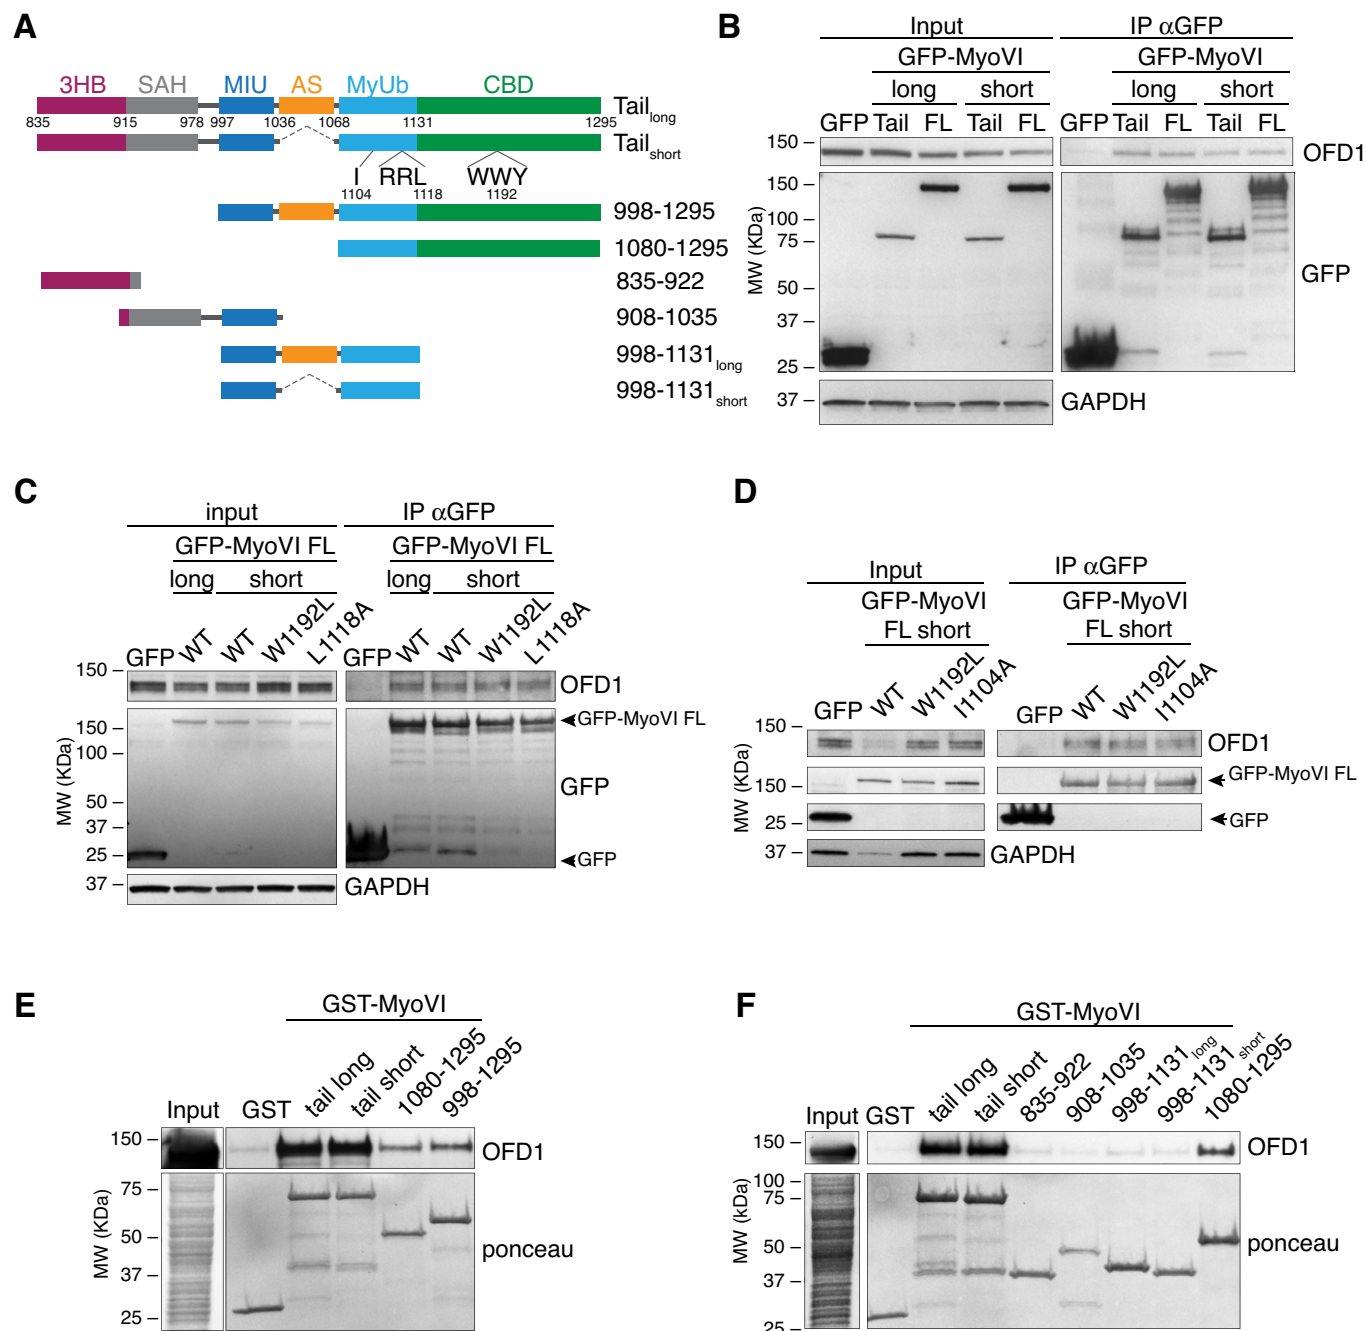 A
3HB SAH MIU AS MyUb CBD
Tail long
835 915 978 997 1036 1068 1131 1295
Tail short
I RRL WWY
1104 1118 1192
998-1295
1080-1295
835-922
908-1035
998-1131 long
998-1131 short
B
Input IP αGFP
GFP-MyoVI GFP-MyoVI
long short long short
GFP Tail FL Tail FL GFP Tail FL Tail FL
150 OFD1
150
100
75
50
37
25
MW (KDa)
GFP
37 GAPDH
C
input IP αGFP
GFP-MyoVI FL GFP-MyoVI FL
long short long short
GFP WT WT W1192L L1118A GFP WT WT W1192L L1118A
150 OFD1
150 GFP-MyoVI FL
100
50
37
25
MW (KDa)
GFP
GFP
37 GAPDH
D
Input IP αGFP
GFP-MyoVI GFP-MyoVI
FL short FL short
GFP WT W1192L I1104A GFP WT W1192L I1104A
150 OFD1
150 GFP-MyoVI FL
MW (KDa)
25 GFP
37 GAPDH
E
GST-MyoVI
Input GST tail long tail short 1080-1295 998-1295
150 OFD1
75
50
37
25
MW (KDa)
ponceau
F
GST-MyoVI
Input GST tail long tail short 835-922 908-1035 998-1131 long 998-1131 short 1080-1295
150 OFD1
100
75
50
37
25
MW (kDa)
ponceau